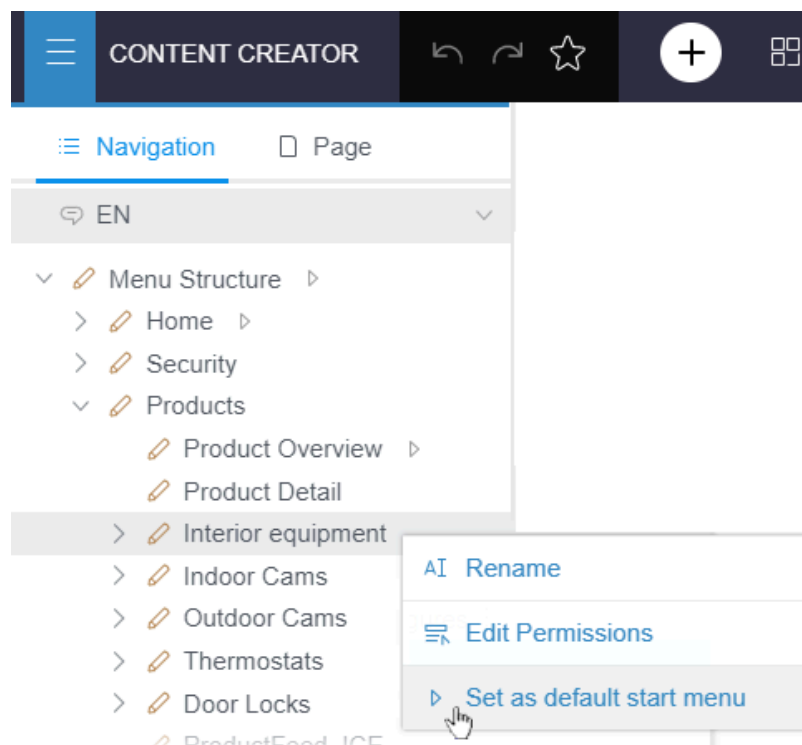 CONTENT CREATOR
Navigation Page
EN
Menu Structure
Home
Security
Products
Product Overview
Product Detail
Interior equipment
Indoor Cams
Outdoor Cams
Thermostats
Door Locks
Rename
Edit Permissions
Set as default start menu